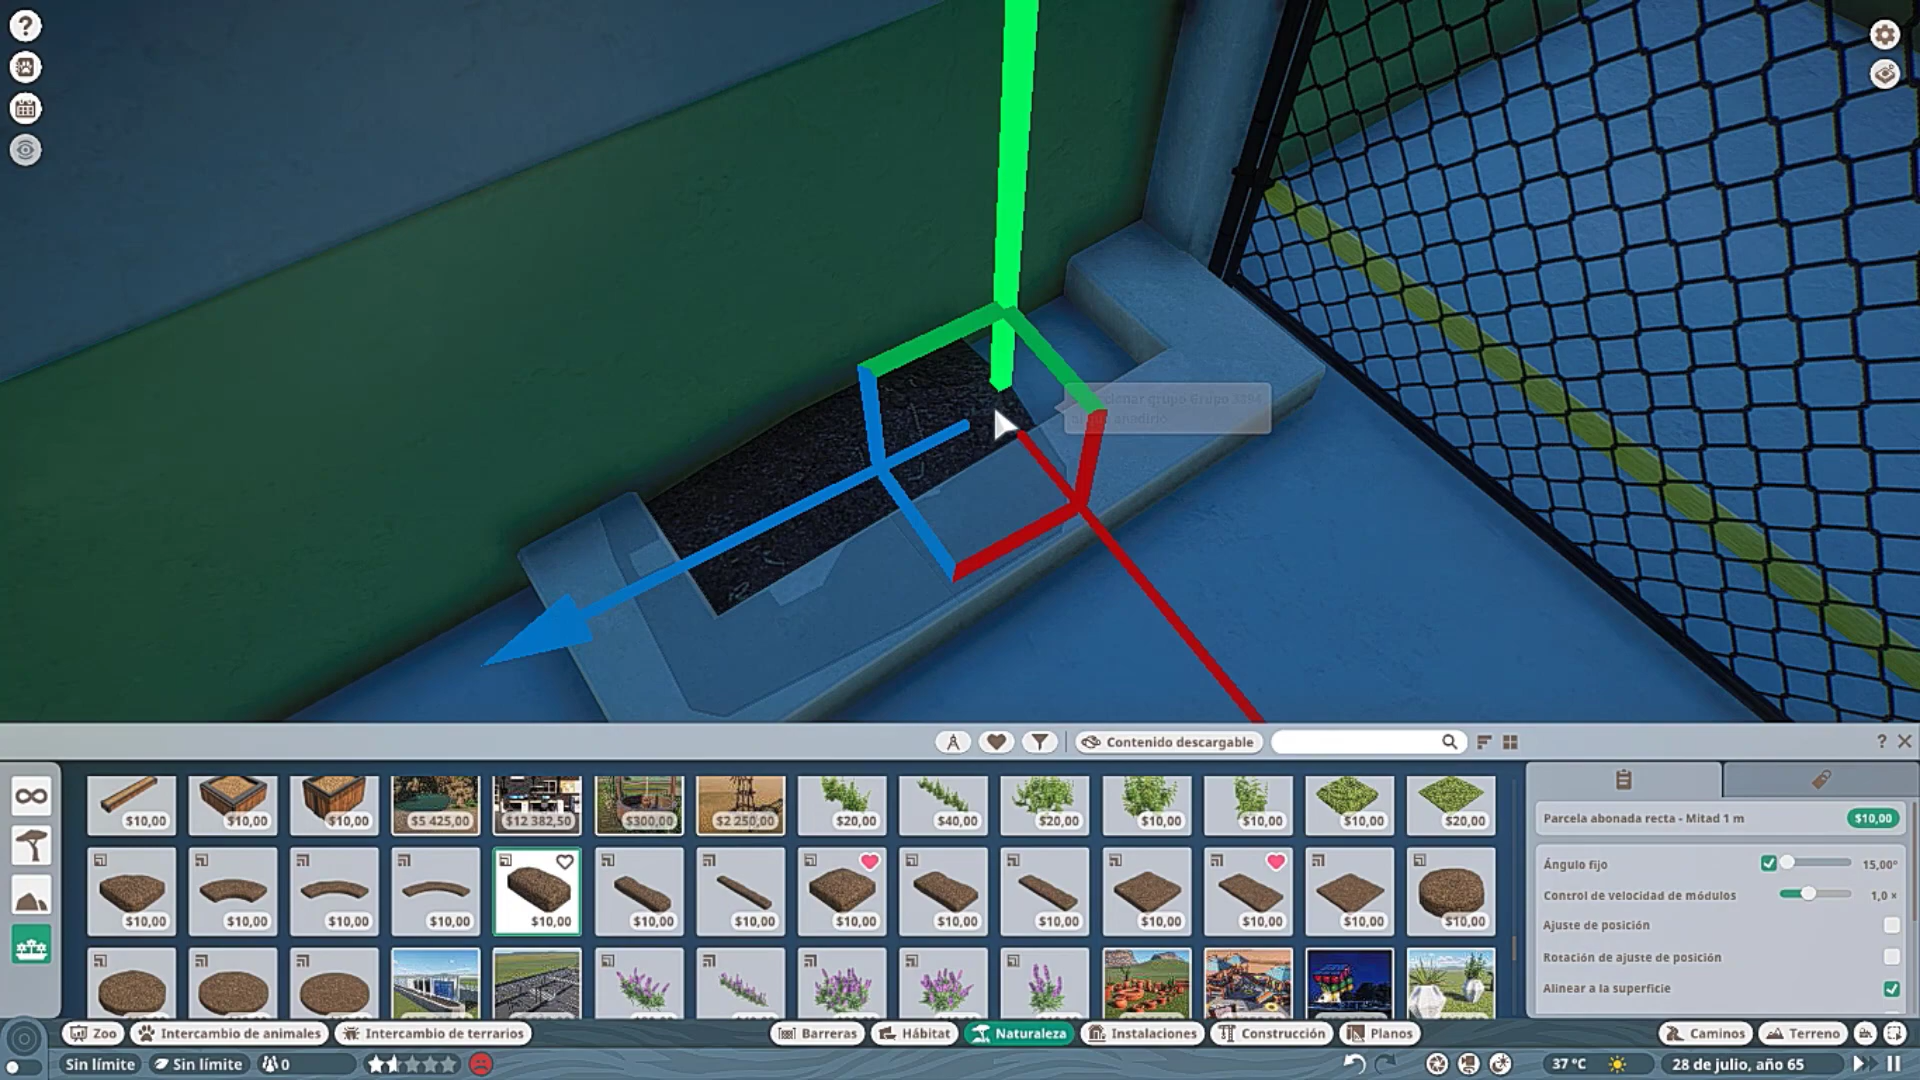 cionar grupo Grupo 3894
añadirlo
Contenido descargable
$10,00 $10,00 $10,00 $5 425,00 $12 382,50 $300,00 $2 250,00 $20,00 $40,00 $20,00 $10,00 $10,00 $10,00 $20,00
$10,00 $10,00 $10,00 $10,00 $10,00 $10,00 $10,00 $10,00 $10,00 $10,00 $10,00 $10,00 $10,00 $10,00
Parcela abonada recta - Mitad 1 m $10,00
Ángulo fijo 15,00°
Control de velocidad de módulos 1,0 ×
Ajuste de posición
Rotación de ajuste de posición
Alinear a la superficie
Zoo Intercambio de animales Intercambio de terrarios Barreras Hábitat Naturaleza Instalaciones Construcción Planos Caminos Terreno
Sin límite Sin límite 0 37 °C 28 de julio, año 65